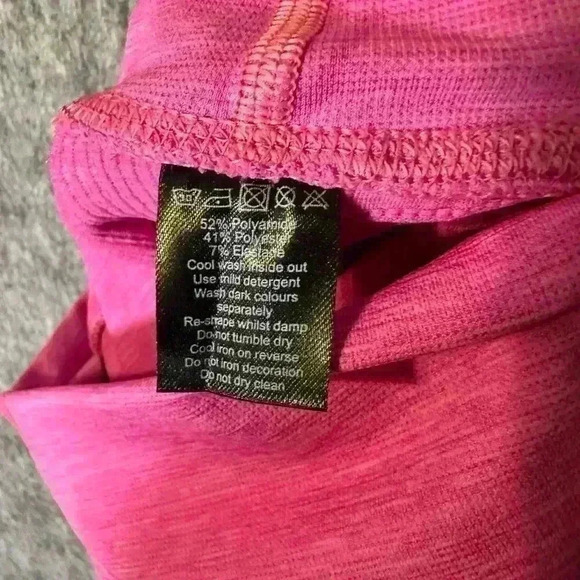 30
52% Polyamide
41% Polyester
7% Elastane
Cool wash inside out
Use mild detergent
Wash dark colours
separately
Re-shape whilst damp
Do not tumble dry
Cool iron on reverse
Do not iron decoration
Do not dry clean